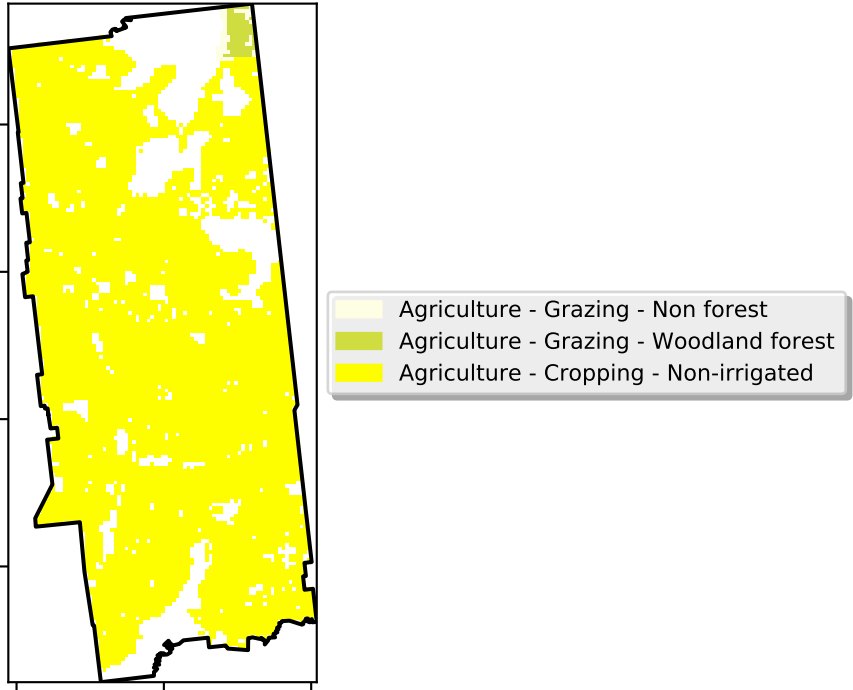 Agriculture - Grazing - Non forest
Agriculture - Grazing - Woodland forest
Agriculture - Cropping - Non-irrigated